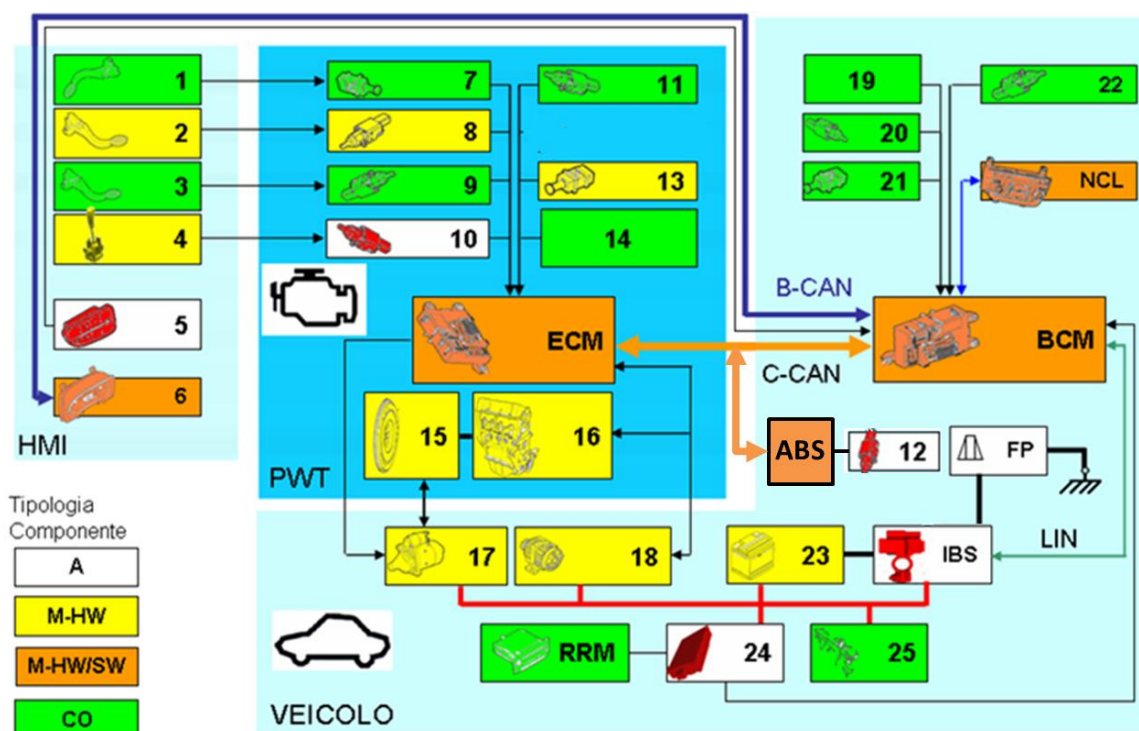 1
2
3
4
5
6
HMI
7
8
9
10
11
13
14
ECM
15
16
PWT
19
20
21
22
NCL
B-CAN
BCM
C-CAN
ABS
12
FP
LIN
17
18
23
IBS
RRM
24
25
VEICOLO
Tipologia
Componente
A
M-HW
M-HW/SW
CO